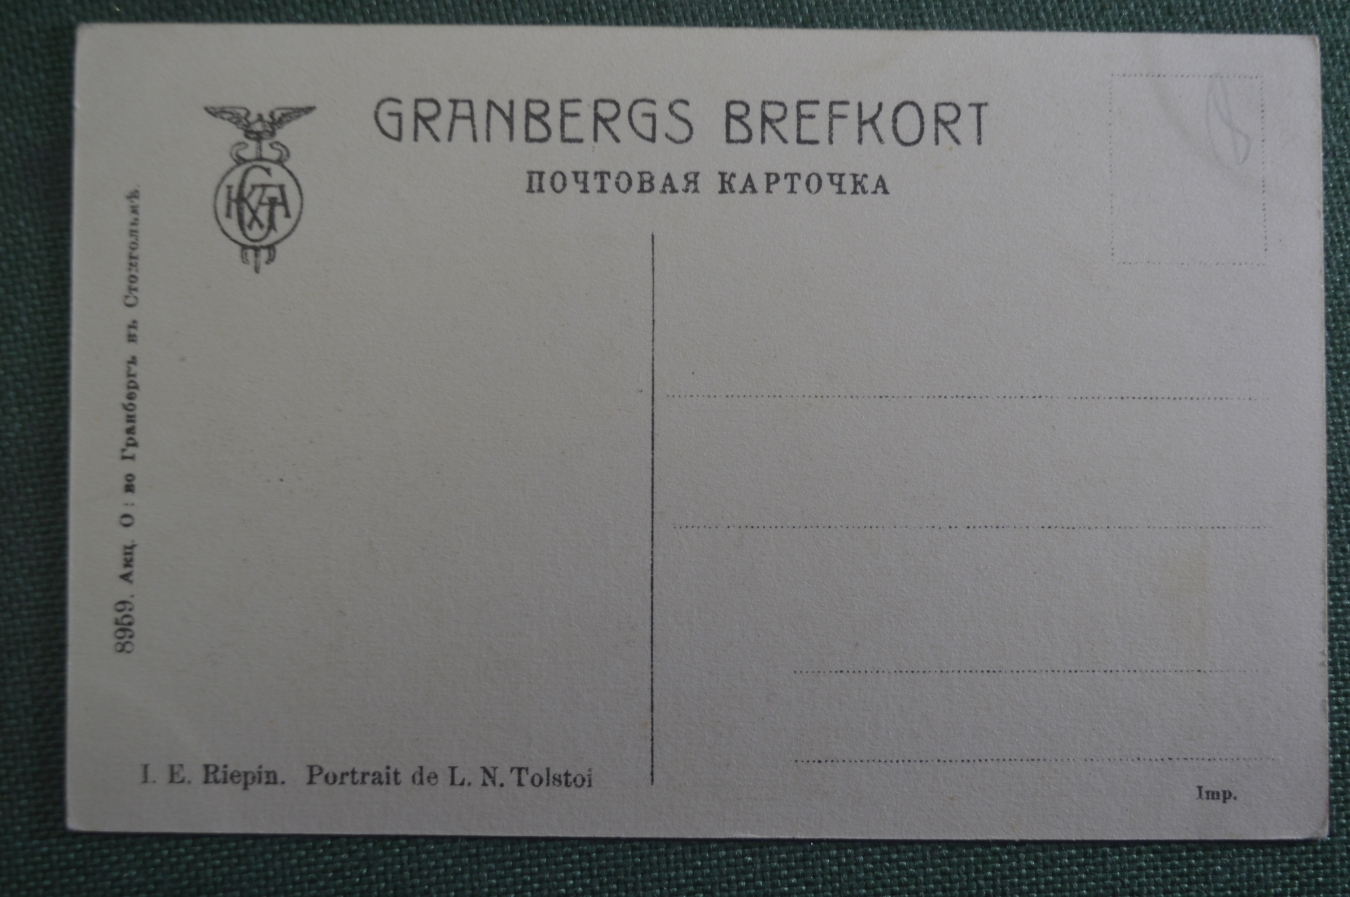 GRANBERGS BREFKORT
ПОЧТОВАЯ КАРТОЧКА
8959. Акц. О: во Гранбергъ въ Стокгольмѣ.
I. E. Riepin. Portrait de L. N. Tolstoi
Imp.